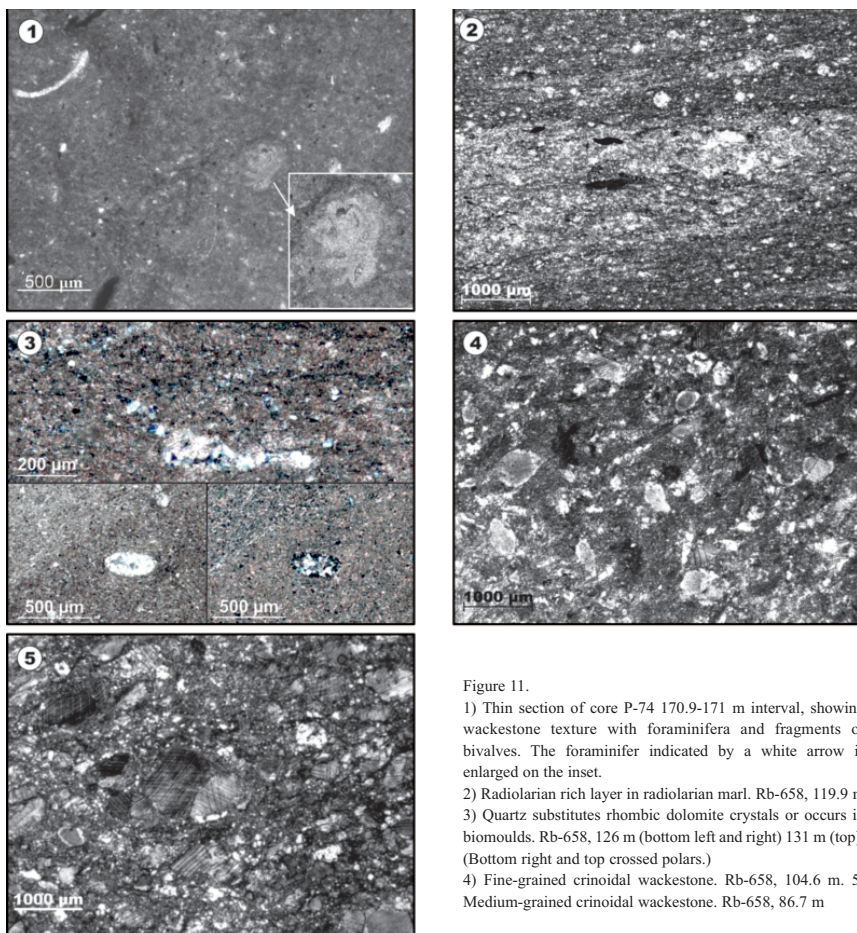 1
500 µm
2
1000 µm
3
200 µm
500 µm
500 µm
4
1000 µm
5
1000 µm
Figure 11.
1) Thin section of core P-74 170.9-171 m interval, showin
wackestone texture with foraminifera and fragments o
bivalves. The foraminifer indicated by a white arrow i
enlarged on the inset.
2) Radiolarian rich layer in radiolarian marl. Rb-658, 119.9
3) Quartz substitutes rhombic dolomite crystals or occurs i
biomoulds. Rb-658, 126 m (bottom left and right) 131 m (top)
(Bottom right and top crossed polars.)
4) Fine-grained crinoidal wackestone. Rb-658, 104.6 m. 5
Medium-grained crinoidal wackestone. Rb-658, 86.7 m